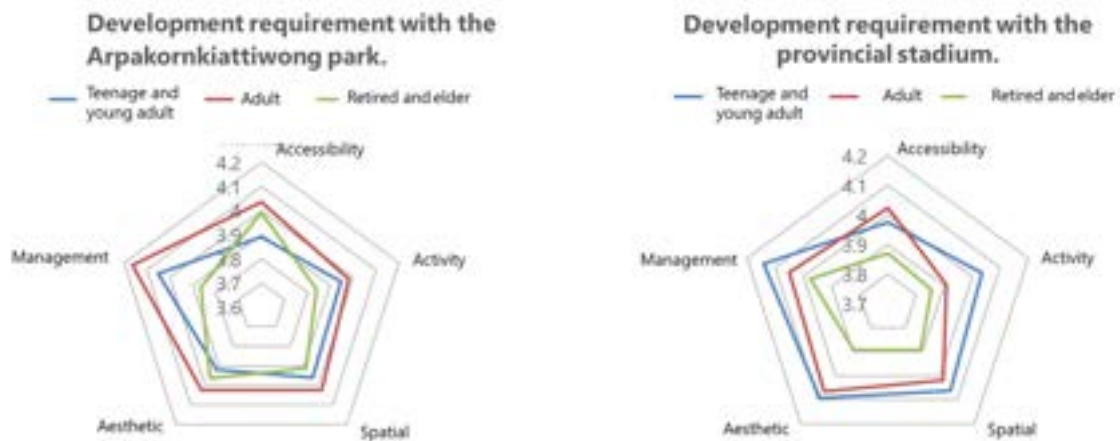 Development requirement with the
Arpakornkiattiwong park.
Teenage and
young adult
Adult
Retired and elder
Accessibility
4.2
4.1
4
3.9
3.8
3.7
3.6
Management
Activity
Aesthetic
Spatial
Development requirement with the
provincial stadium.
Teenage and
young adult
Adult
Retired and elder
Accessibility
4.2
4.1
4
3.9
3.8
3.7
Management
Activity
Aesthetic
Spatial